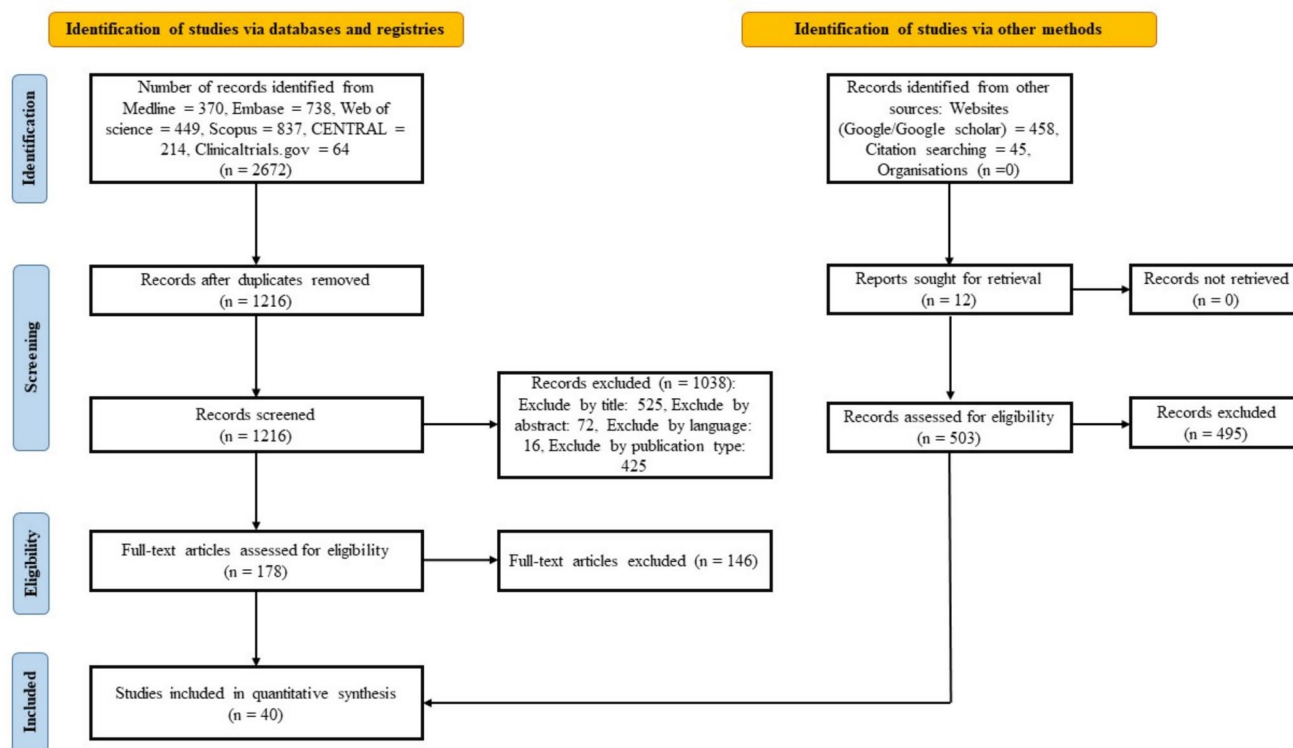 Identification of studies via databases and registries
Identification of studies via other methods
Identification
Number of records identified from
Medline = 370, Embase = 738, Web of
science = 449, Scopus = 837, CENTRAL =
214, Clinicaltrials.gov = 64
(n = 2672)
Records identified from other
sources: Websites
(Google/Google scholar) = 458,
Citation searching = 45,
Organisations (n =0)
Screening
Records after duplicates removed
(n = 1216)
Reports sought for retrieval
(n = 12)
Records not retrieved
(n = 0)
Records screened
(n = 1216)
Records excluded (n = 1038):
Exclude by title: 525, Exclude by
abstract: 72, Exclude by language:
16, Exclude by publication type:
425
Records assessed for eligibility
(n = 503)
Records excluded
(n = 495)
Eligibility
Full-text articles assessed for eligibility
(n = 178)
Full-text articles excluded (n = 146)
Included
Studies included in quantitative synthesis
(n = 40)